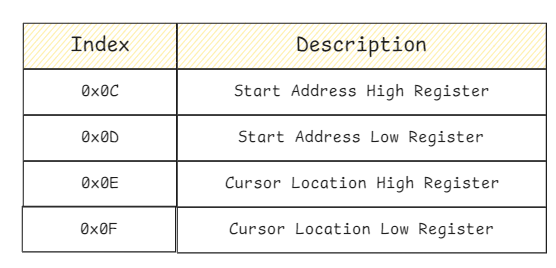 Index Description
0x0C Start Address High Register
0x0D Start Address Low Register
0x0E Cursor Location High Register
0x0F Cursor Location Low Register